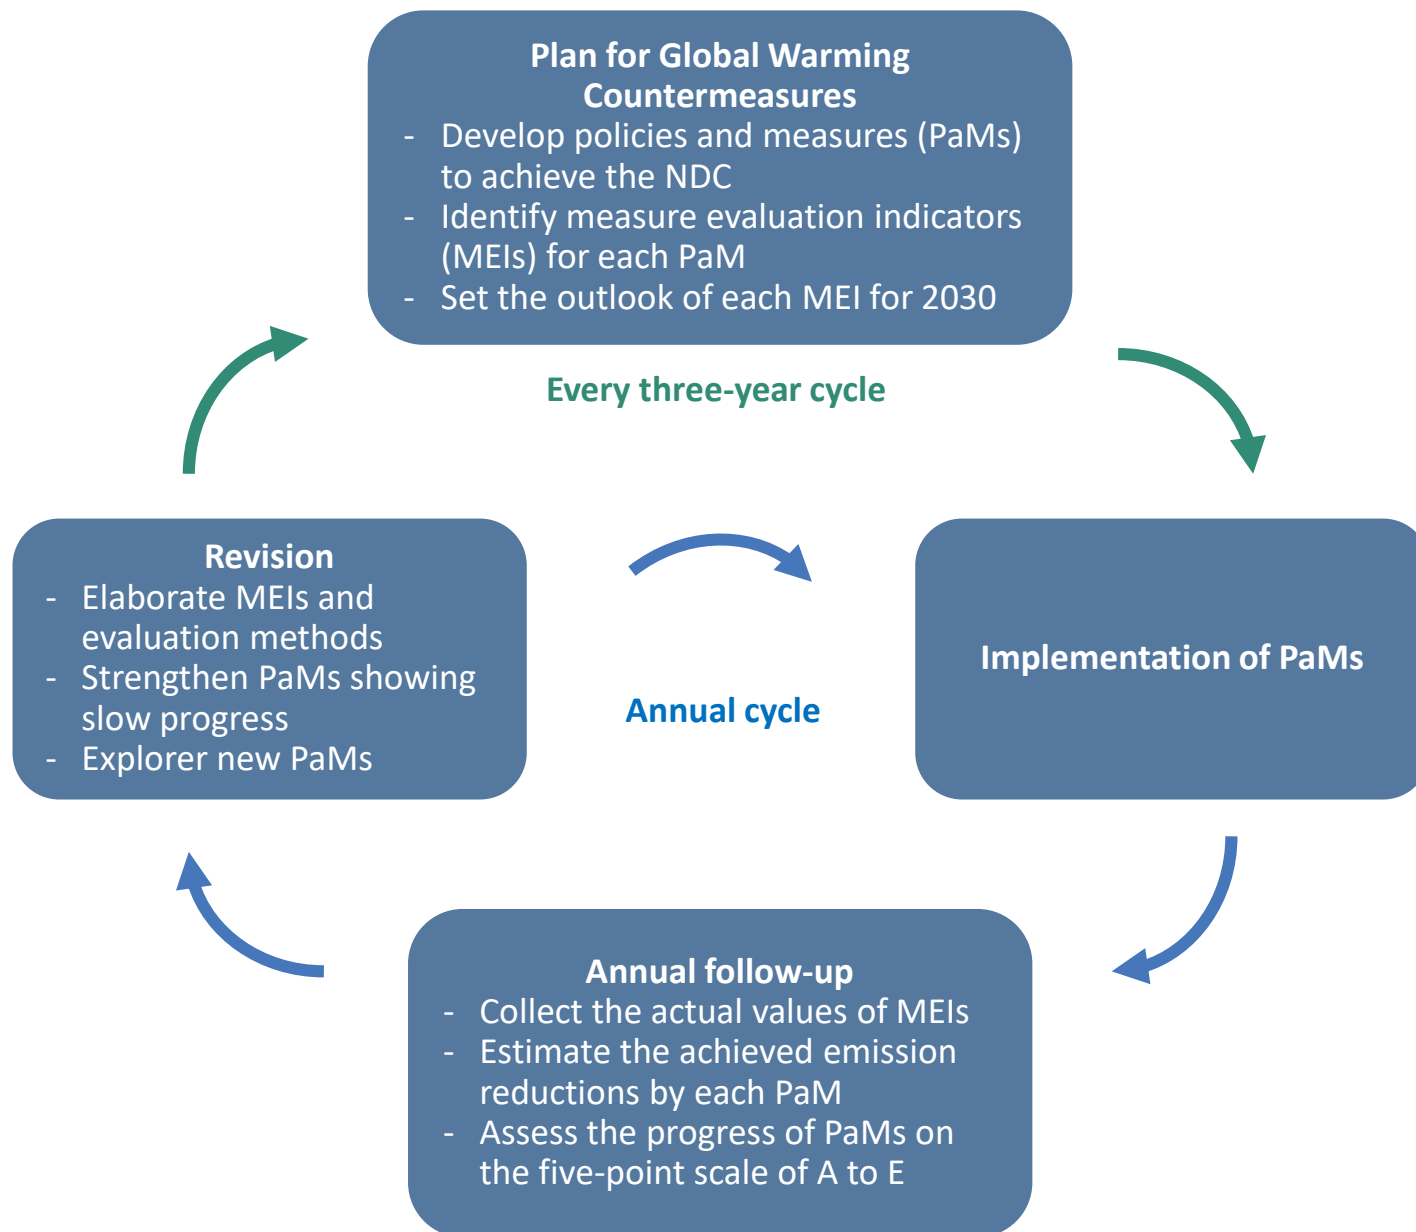 Plan for Global Warming
Countermeasures
- Develop policies and measures (PaMs)
to achieve the NDC
- Identify measure evaluation indicators
(MEIs) for each PaM
- Set the outlook of each MEI for 2030
Every three-year cycle
Revision
- Elaborate MEIs and
evaluation methods
- Strengthen PaMs showing
slow progress
- Explorer new PaMs
Annual cycle
Implementation of PaMs
Annual follow-up
- Collect the actual values of MEIs
- Estimate the achieved emission
reductions by each PaM
- Assess the progress of PaMs on
the five-point scale of A to E